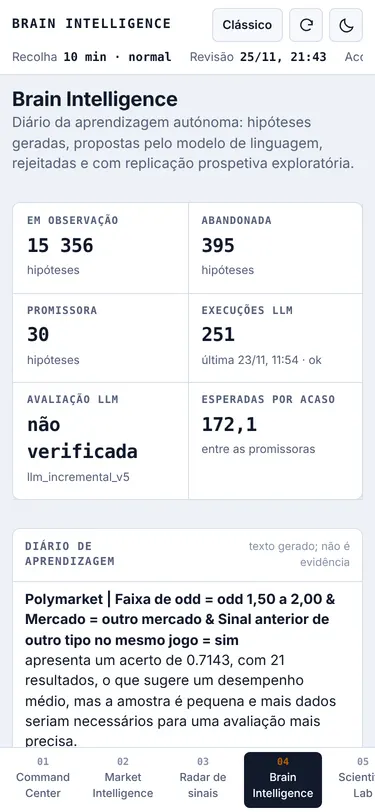 BRAIN INTELLIGENCE
Clássico
Recolha 10 min · normal Revisão 25/11, 21:43
Brain Intelligence
Diário da aprendizagem autónoma: hipóteses
geradas, propostas pelo modelo de linguagem,
rejeitadas e com replicação prospetiva exploratória.
EM OBSERVAÇÃO
15 356
hipóteses
ABANDONADA
395
hipóteses
PROMISSORA
30
hipóteses
EXECUÇÕES LLM
251
última 23/11, 11:54 · ok
AVALIAÇÃO LLM
não
verificada
llm_incremental_v5
ESPERADAS POR ACASO
172,1
entre as promissoras
DIÁRIO DE
APRENDIZAGEM
texto gerado; não é
evidência
Polymarket | Faixa de odd = odd 1,50 a 2,00 &
Mercado = outro mercado & Sinal anterior de
outro tipo no mesmo jogo = sim
apresenta um acerto de 0.7143, com 21
resultados, o que sugere um desempenho
médio, mas a amostra é pequena e mais dados
seriam necessários para uma avaliação mais
precisa.
01
Command
Center
02
Market
Intelligence
03
Radar de
sinais
04
Brain
Intelligence
05
Scienti
Lab